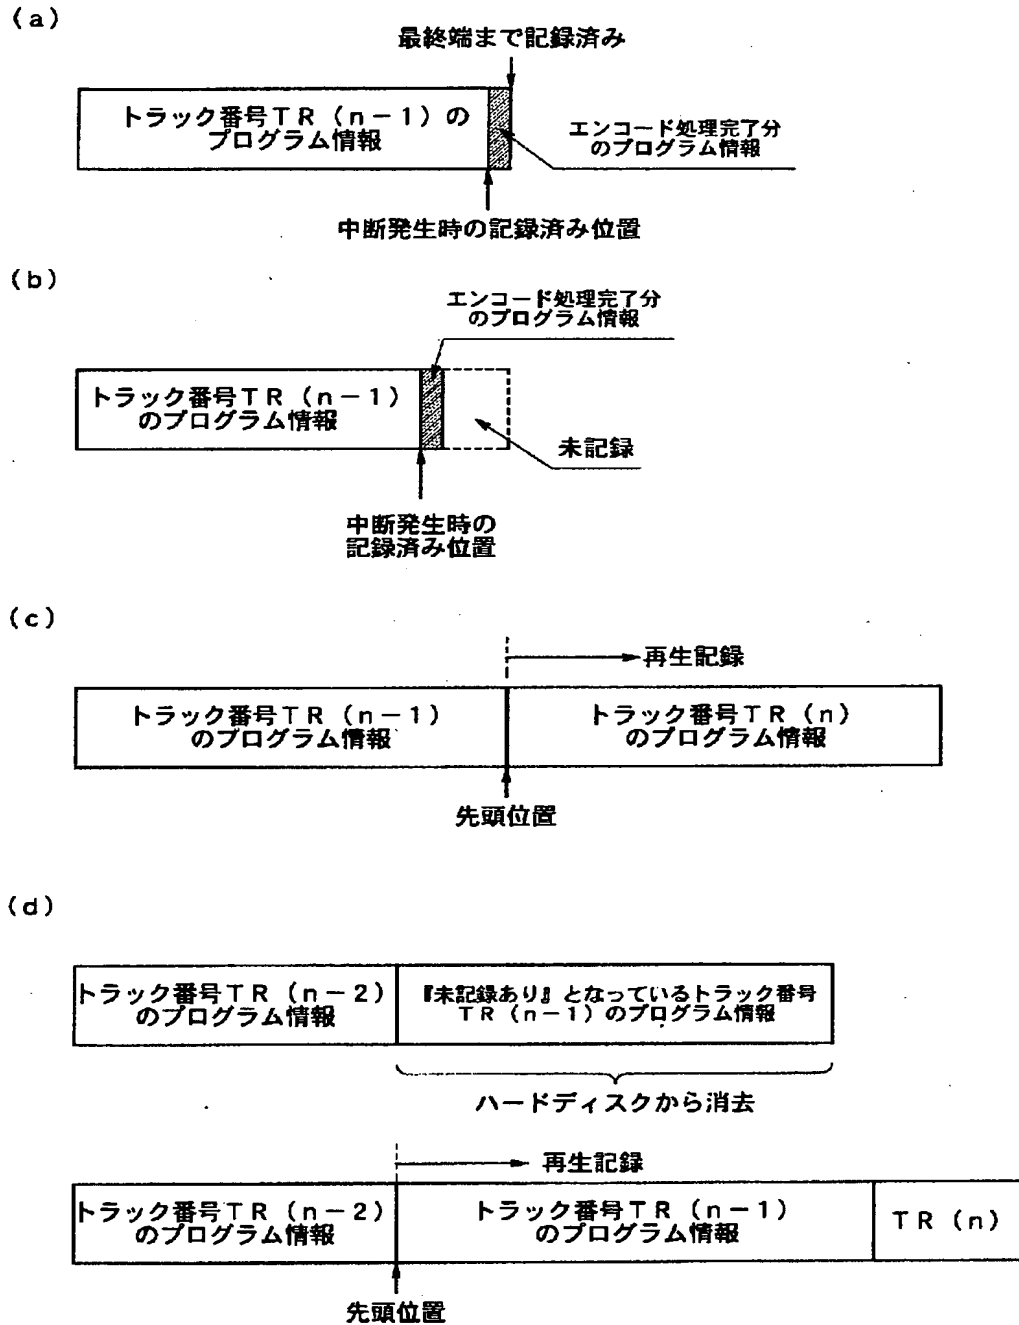 (a)
最終端まで記録済み
トラック番号TR(n-1)の
プログラム情報
エンコード処理完了分
のプログラム情報
中断発生時の記録済み位置
(b)
エンコード処理完了分
のプログラム情報
トラック番号TR(n-1)
のプログラム情報
未記録
中断発生時の
記録済み位置
(c)
再生記録
トラック番号TR(n-1)
のプログラム情報
トラック番号TR(n)
のプログラム情報
先頭位置
(d)
トラック番号TR(n-2)
のプログラム情報
『未記録あり』となっているトラック番号
TR(n-1)のプログラム情報
ハードディスクから消去
再生記録
トラック番号TR(n-2)
のプログラム情報
トラック番号TR(n-1)
のプログラム情報
TR(n)
先頭位置